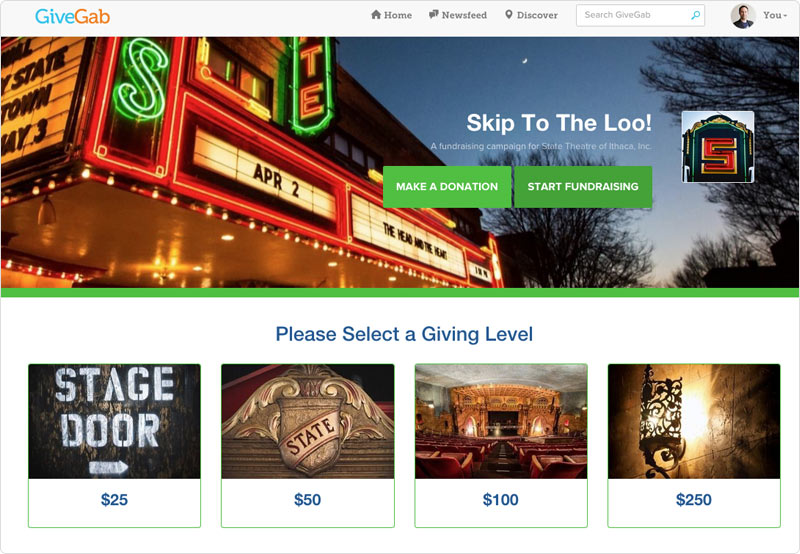 GiveGab
Home Newsfeed Discover Search GiveGab You
S TE
STATE
TOWN
AY 3
APR 2
THE HEAD AND THE HEART
Skip To The Loo!
A fundraising campaign for State Theatre of Ithaca, Inc.
S
MAKE A DONATION START FUNDRAISING
Please Select a Giving Level
STAGE
DOOR
STATE
$25 $50 $100 $250